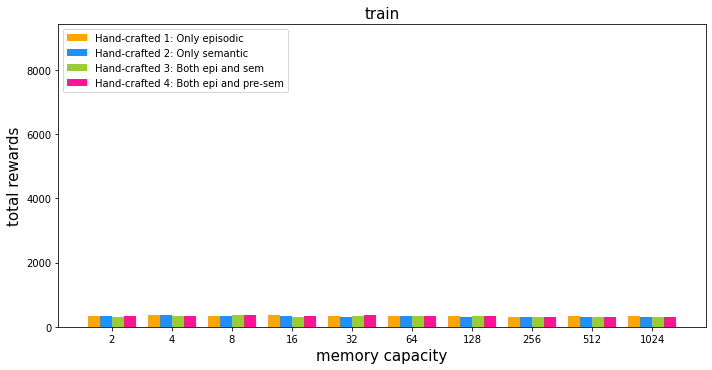 train
Hand-crafted 1: Only episodic
Hand-crafted 2: Only semantic
Hand-crafted 3: Both epi and sem
Hand-crafted 4: Both epi and pre-sem
total rewards
8000
6000
4000
2000
0
2 4 8 16 32 64 128 256 512 1024
memory capacity